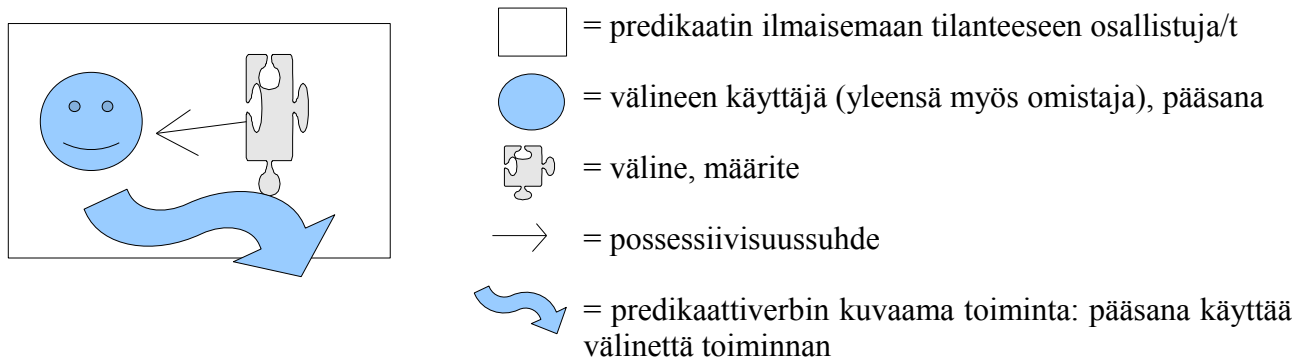 = predikaatin ilmaisemaan tilanteeseen osallistuja/t
= välineen käyttäjä (yleensä myös omistaja), pääsana
= väline, määrite
= possessiivisuussuhde
= predikaattiverbin kuvaama toiminta: pääsana käyttää
välinettä toiminnan